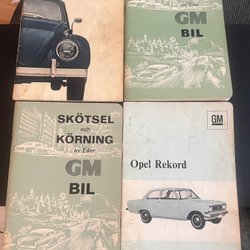 av Eder
GM
BIL
SKÖTSEL
och
KÖRNING
av Eder
GM
BIL
GM
Opel Rekord